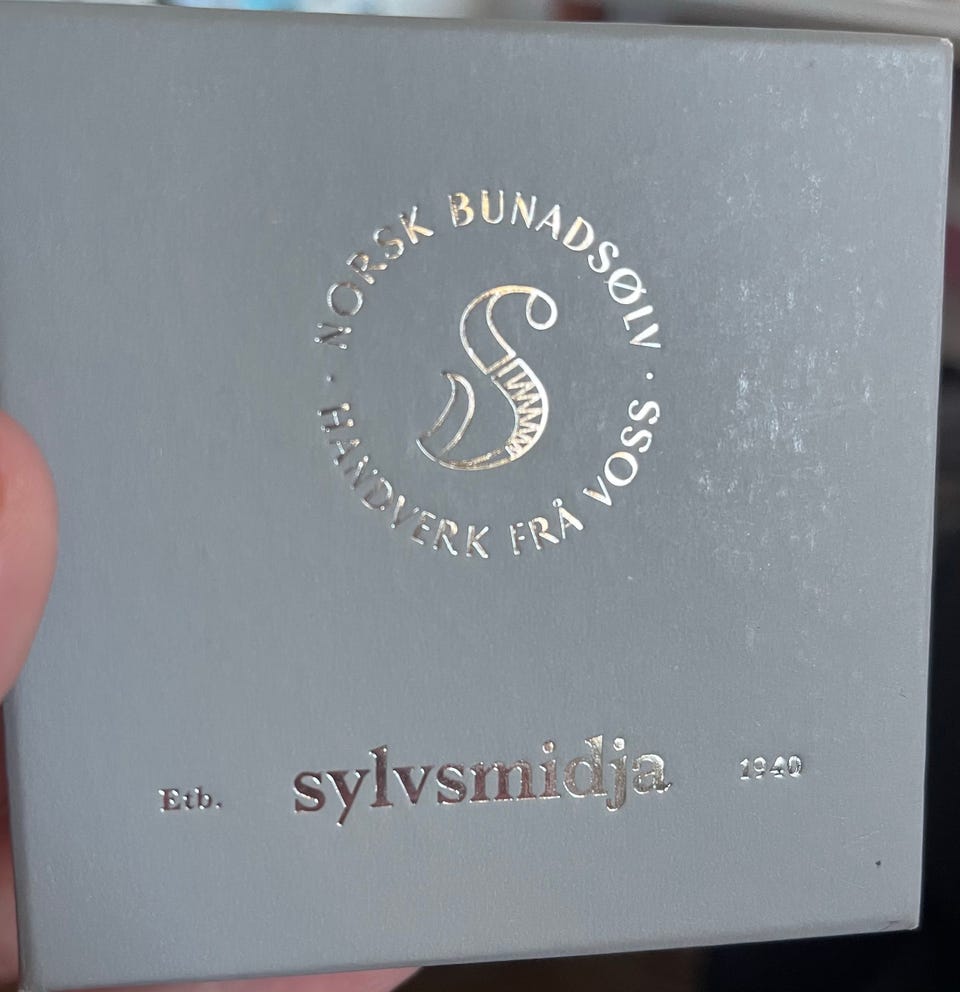 NORSK BUNADSØLV · HANDVERK FRÅ VOSS ·
Etb. sylvsmidja 1940